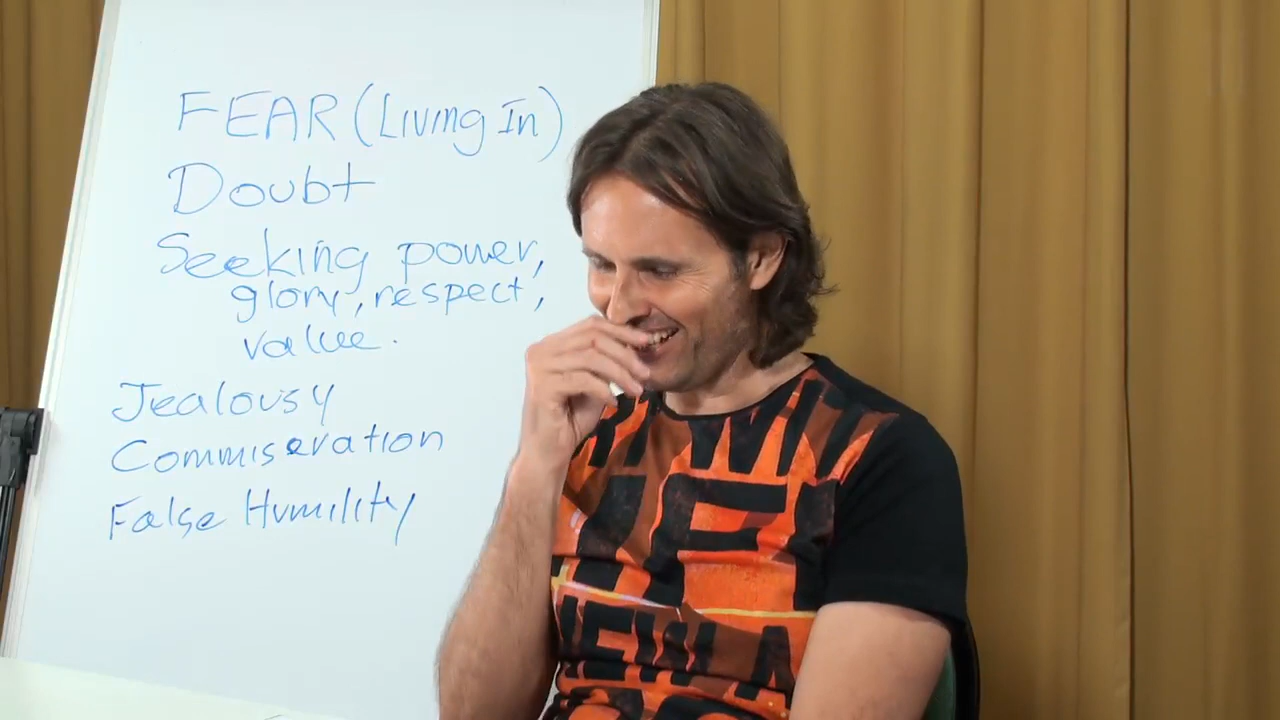 FEAR (Living In)
Doubt
Seeking power,
glory, respect,
value.
Jealousy
Commiseration
False Humility